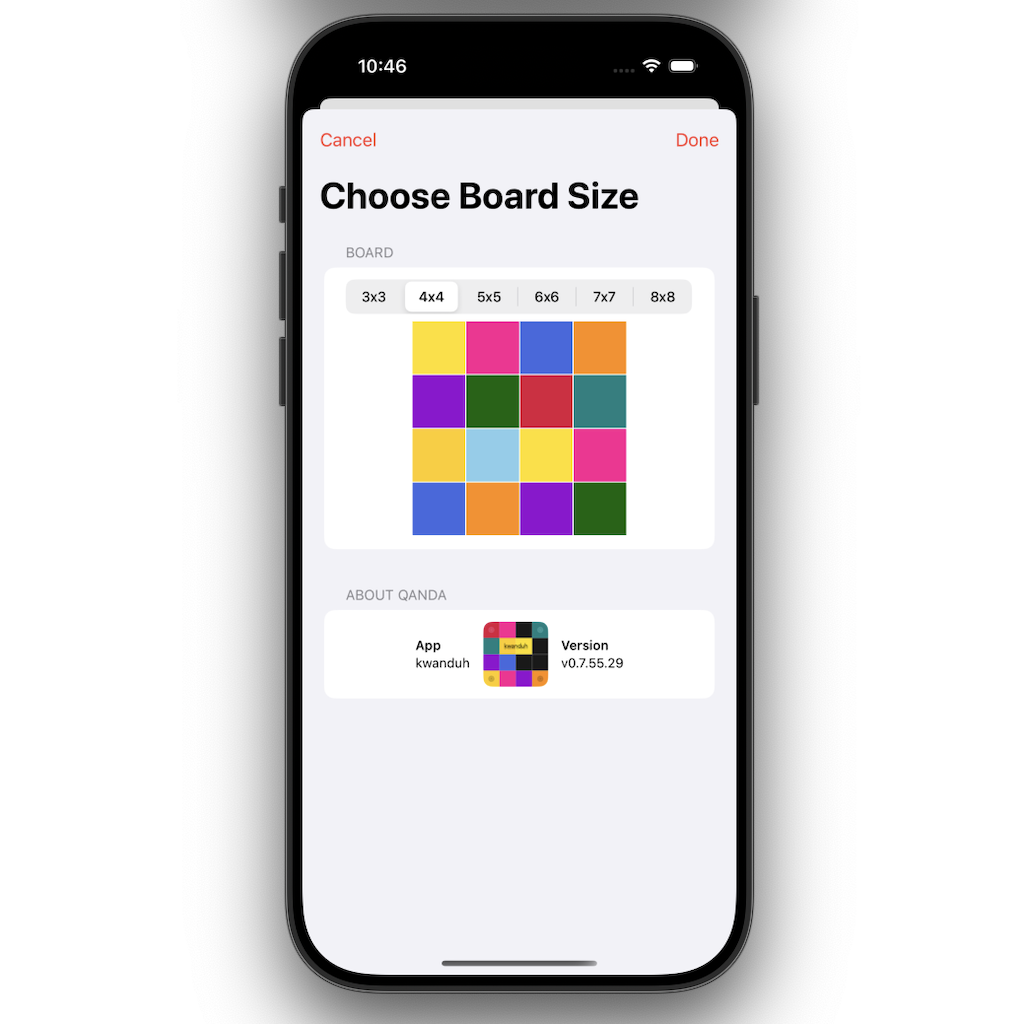 10:46
Cancel Done
Choose Board Size
BOARD
3x3 4x4 5x5 6x6 7x7 8x8
ABOUT QANDA
App
kwanduh
kwanduh
Version
v0.7.55.29